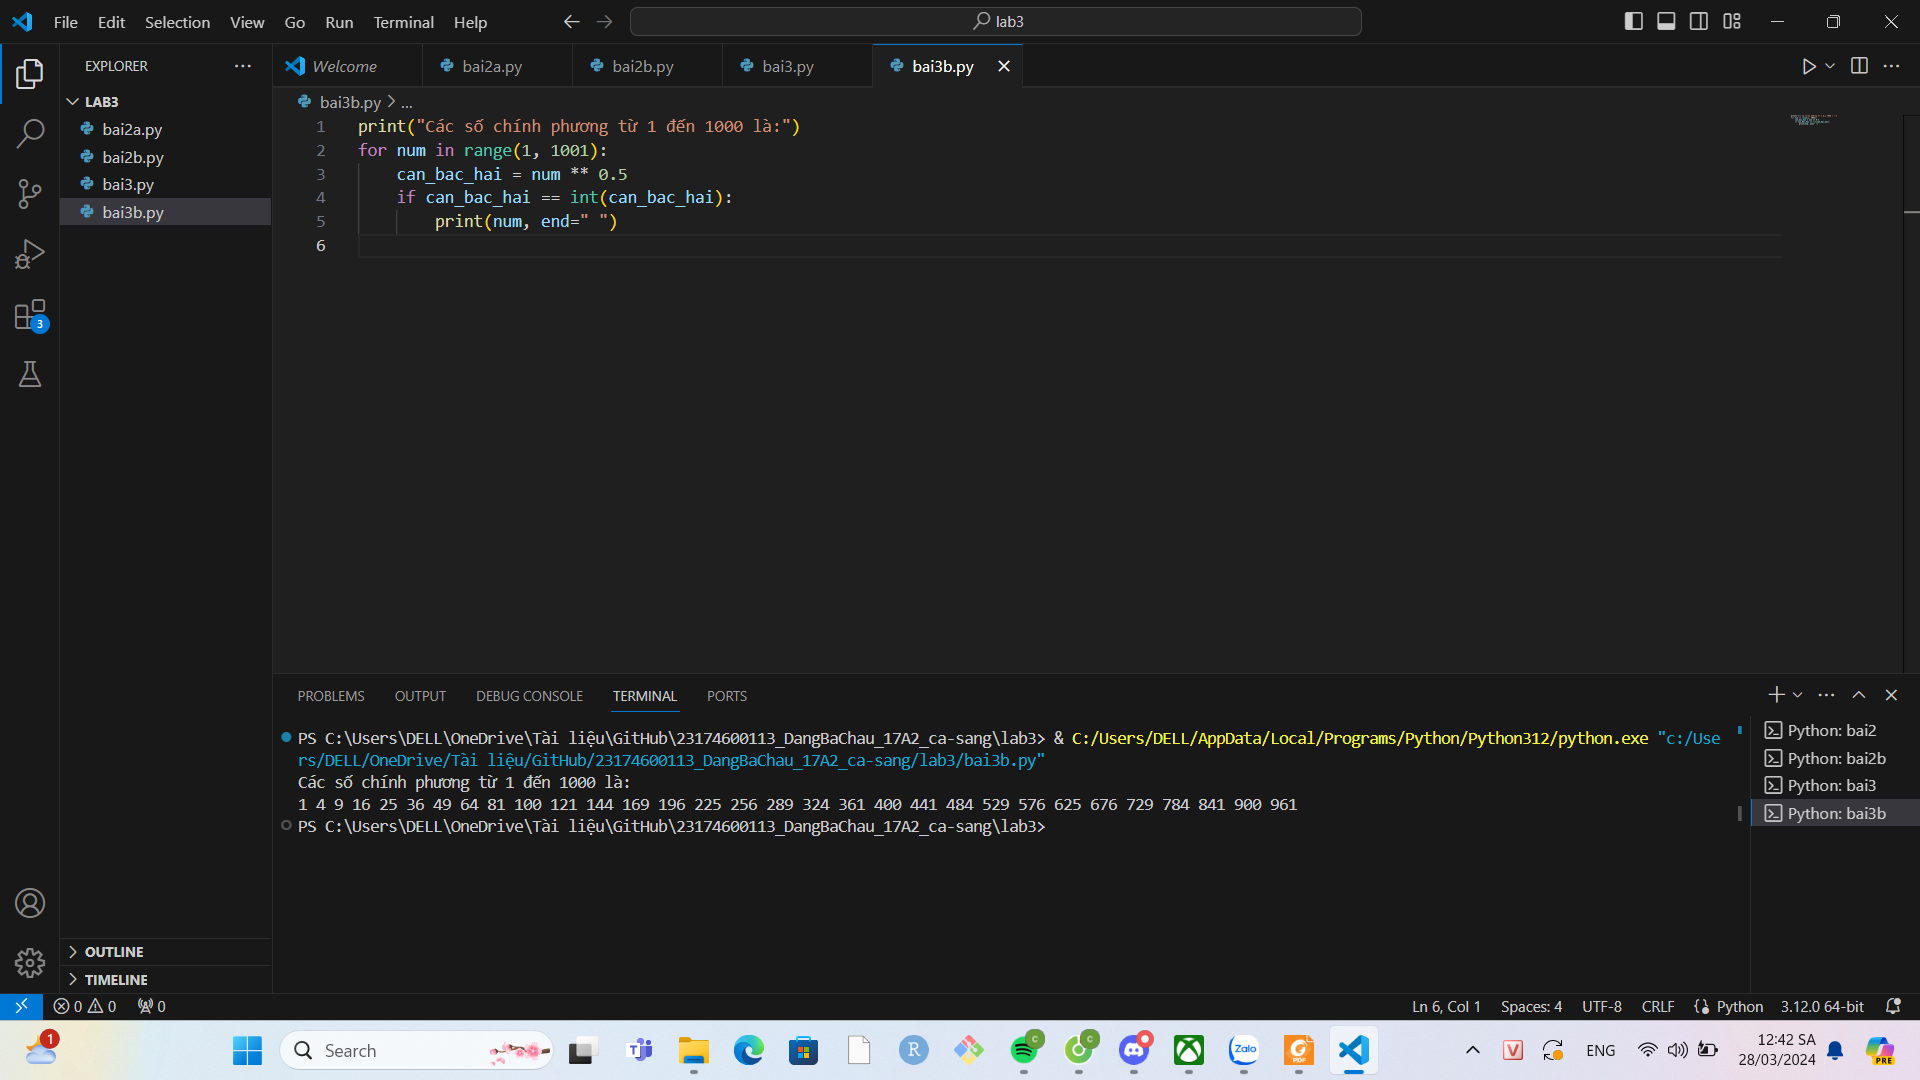 File Edit Selection View Go Run Terminal Help
lab3
EXPLORER
LAB3
bai2a.py
bai2b.py
bai3.py
bai3b.py
OUTLINE
TIMELINE
3
Welcome bai2a.py bai2b.py bai3.py bai3b.py
bai3b.py > ...
1 print("Các số chính phương từ 1 đến 1000 là:")
2 for num in range(1, 1001):
3 can_bac_hai = num ** 0.5
4 if can_bac_hai == int(can_bac_hai):
5 print(num, end=" ")
6
PROBLEMS OUTPUT DEBUG CONSOLE TERMINAL PORTS
PS C:\Users\DELL\OneDrive\Tài liệu\GitHub\23174600113_DangBaChau_17A2_ca-sang\lab3> & C:/Users/DELL/AppData/Local/Programs/Python/Python312/python.exe "c:/Use
rs/DELL/OneDrive/Tài liệu/GitHub/23174600113_DangBaChau_17A2_ca-sang/lab3/bai3b.py"
Các số chính phương từ 1 đến 1000 là:
1 4 9 16 25 36 49 64 81 100 121 144 169 196 225 256 289 324 361 400 441 484 529 576 625 676 729 784 841 900 961
PS C:\Users\DELL\OneDrive\Tài liệu\GitHub\23174600113_DangBaChau_17A2_ca-sang\lab3>
Python: bai2
Python: bai2b
Python: bai3
Python: bai3b
0 0 0
Ln 6, Col 1 Spaces: 4 UTF-8 CRLF Python 3.12.0 64-bit
1
Search
T
R
c
c
Zalo
PDF
V
ENG
12:42 SA
28/03/2024
PRE